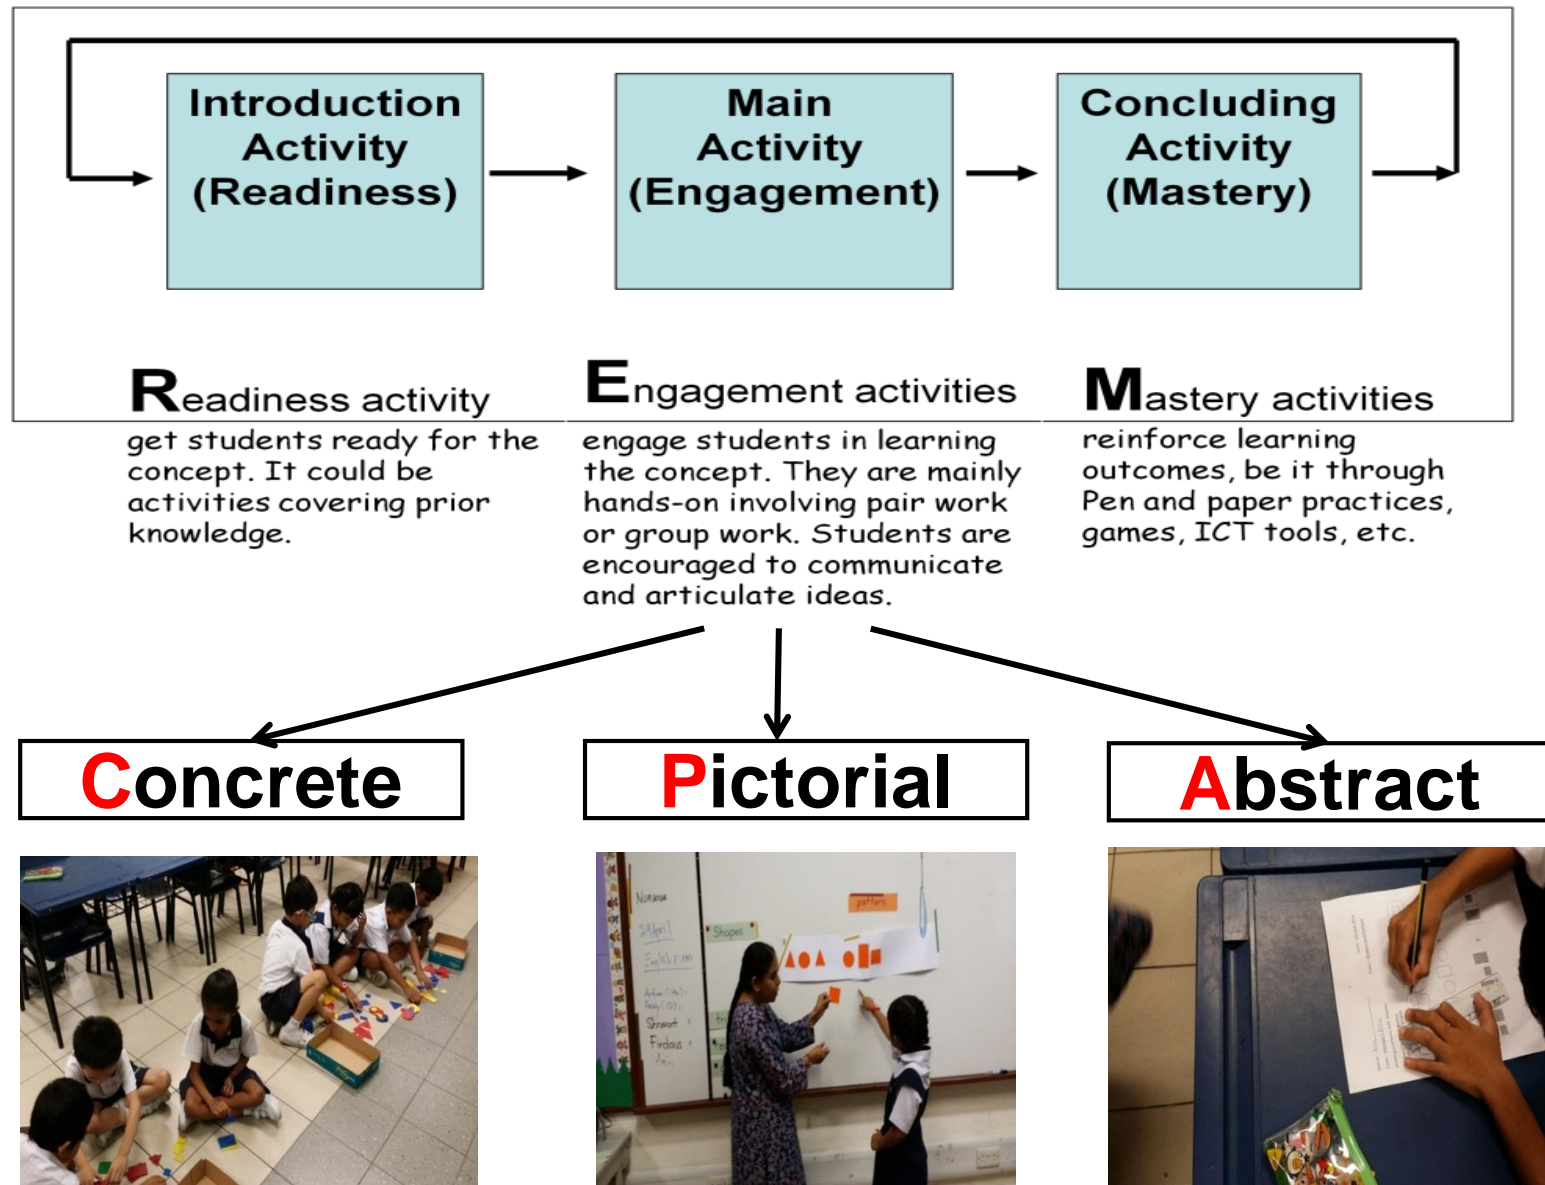 Introduction
Activity
(Readiness)
Main
Activity
(Engagement)
Concluding
Activity
(Mastery)
Readiness activity
get students ready for the
concept. It could be
activities covering prior
knowledge.
Engagement activities
engage students in learning
the concept. They are mainly
hands-on involving pair work
or group work. Students are
encouraged to communicate
and articulate ideas.
Mastery activities
reinforce learning
outcomes, be it through
Pen and paper practices,
games, ICT tools, etc.
Concrete
Pictorial
Abstract
pattern
Shapes